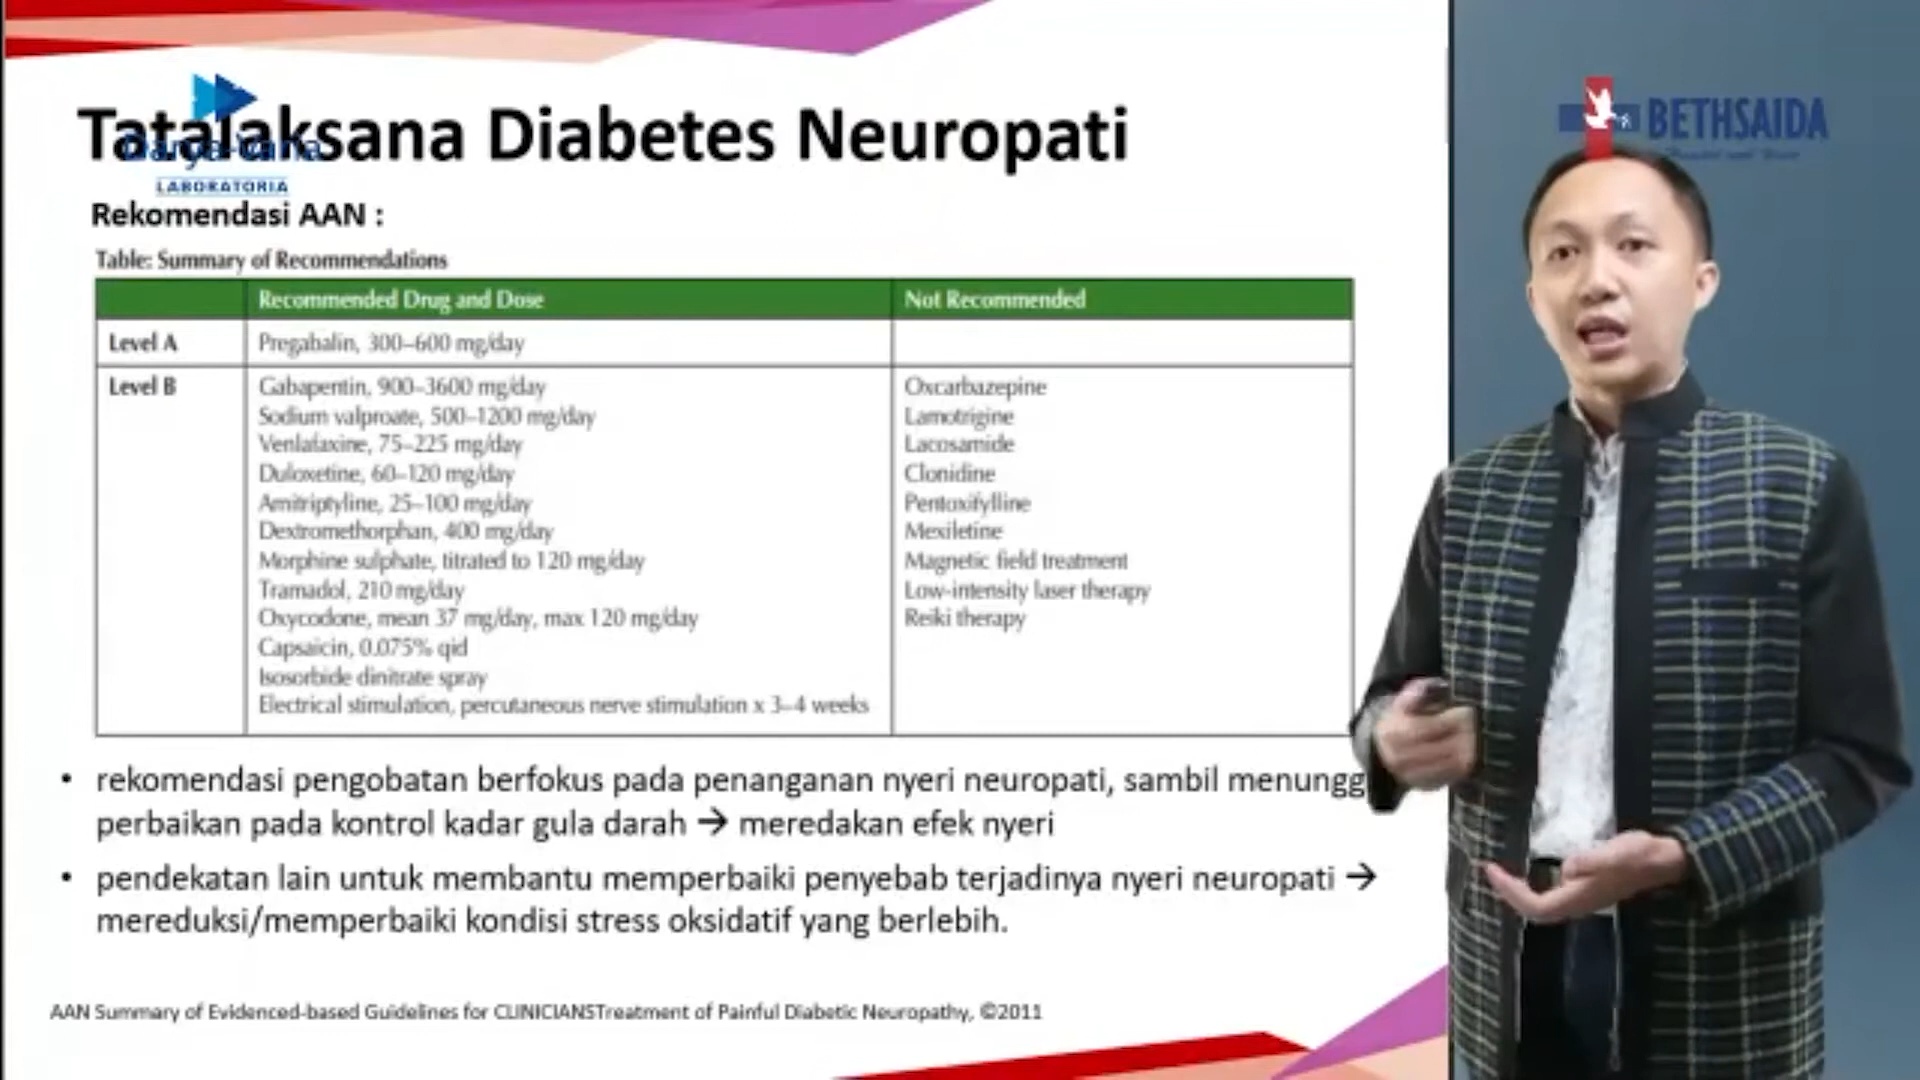 Tatalaksana Diabetes Neuropati
Darya-Varia
LABORATORIA
BETHSAIDA
Rekomendasi AAN :
Table: Summary of Recommendations
Recommended Drug and Dose
Not Recommended
Level A
Pregabalin, 300–600 mg/day
Level B
Gabapentin, 900–3600 mg/day
Sodium valproate, 500–1200 mg/day
Venlafaxine, 75–225 mg/day
Duloxetine, 60–120 mg/day
Amitriptyline, 25–100 mg/day
Dextromethorphan, 400 mg/day
Morphine sulphate, titrated to 120 mg/day
Tramadol, 210 mg/day
Oxycodone, mean 37 mg/day, max 120 mg/day
Capsaicin, 0.075% qid
Isosorbide dinitrate spray
Electrical stimulation, percutaneous nerve stimulation x 3–4 weeks
Oxcarbazepine
Lamotrigine
Lacosamide
Clonidine
Pentoxifylline
Mexiletine
Magnetic field treatment
Low-intensity laser therapy
Reiki therapy
• rekomendasi pengobatan berfokus pada penanganan nyeri neuropati, sambil menungg
perbaikan pada kontrol kadar gula darah → meredakan efek nyeri
• pendekatan lain untuk membantu memperbaiki penyebab terjadinya nyeri neuropati →
mereduksi/memperbaiki kondisi stress oksidatif yang berlebih.
AAN Summary of Evidenced-based Guidelines for CLINICIANSTreatment of Painful Diabetic Neuropathy, ©2011